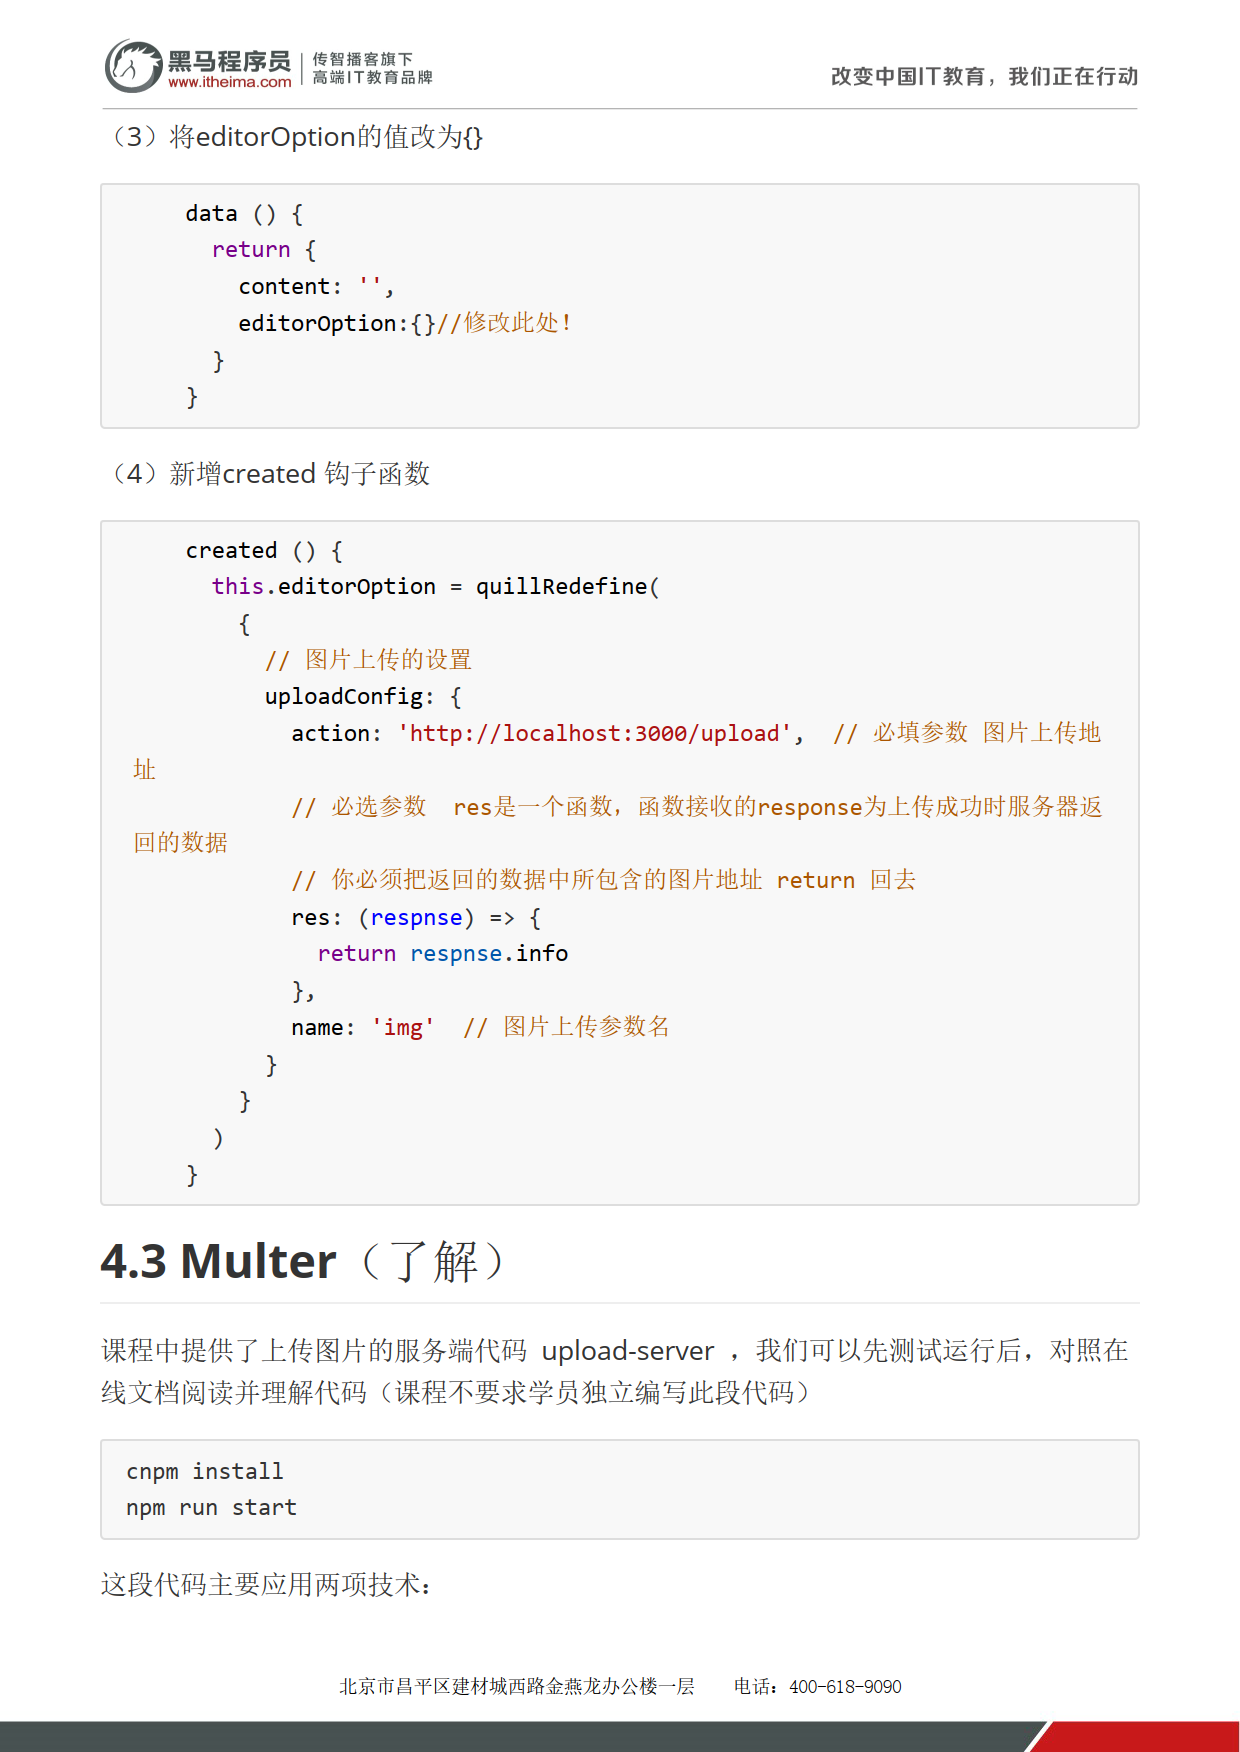 黑马程序员
www.itheima.com
传智播客旗下
高端IT教育品牌
改变中国IT教育，我们正在行动
（3）将editorOption的值改为{}
data () {
return {
content: '',
editorOption:{}//修改此处！
}
}
（4）新增created 钩子函数
created () {
this.editorOption = quillRedefine(
{
// 图片上传的设置
uploadConfig: {
action: 'http://localhost:3000/upload',  // 必填参数 图片上传地
址
// 必选参数  res是一个函数，函数接收的response为上传成功时服务器返
回的数据
// 你必须把返回的数据中所包含的图片地址 return 回去
res: (respnse) => {
return respnse.info
},
name: 'img'  // 图片上传参数名
}
}
)
}
4.3 Multer（了解）
课程中提供了上传图片的服务端代码 upload-server ，我们可以先测试运行后，对照在
线文档阅读并理解代码（课程不要求学员独立编写此段代码）
cnpm install
npm run start
这段代码主要应用两项技术：
北京市昌平区建材城西路金燕龙办公楼一层 电话：400-618-9090